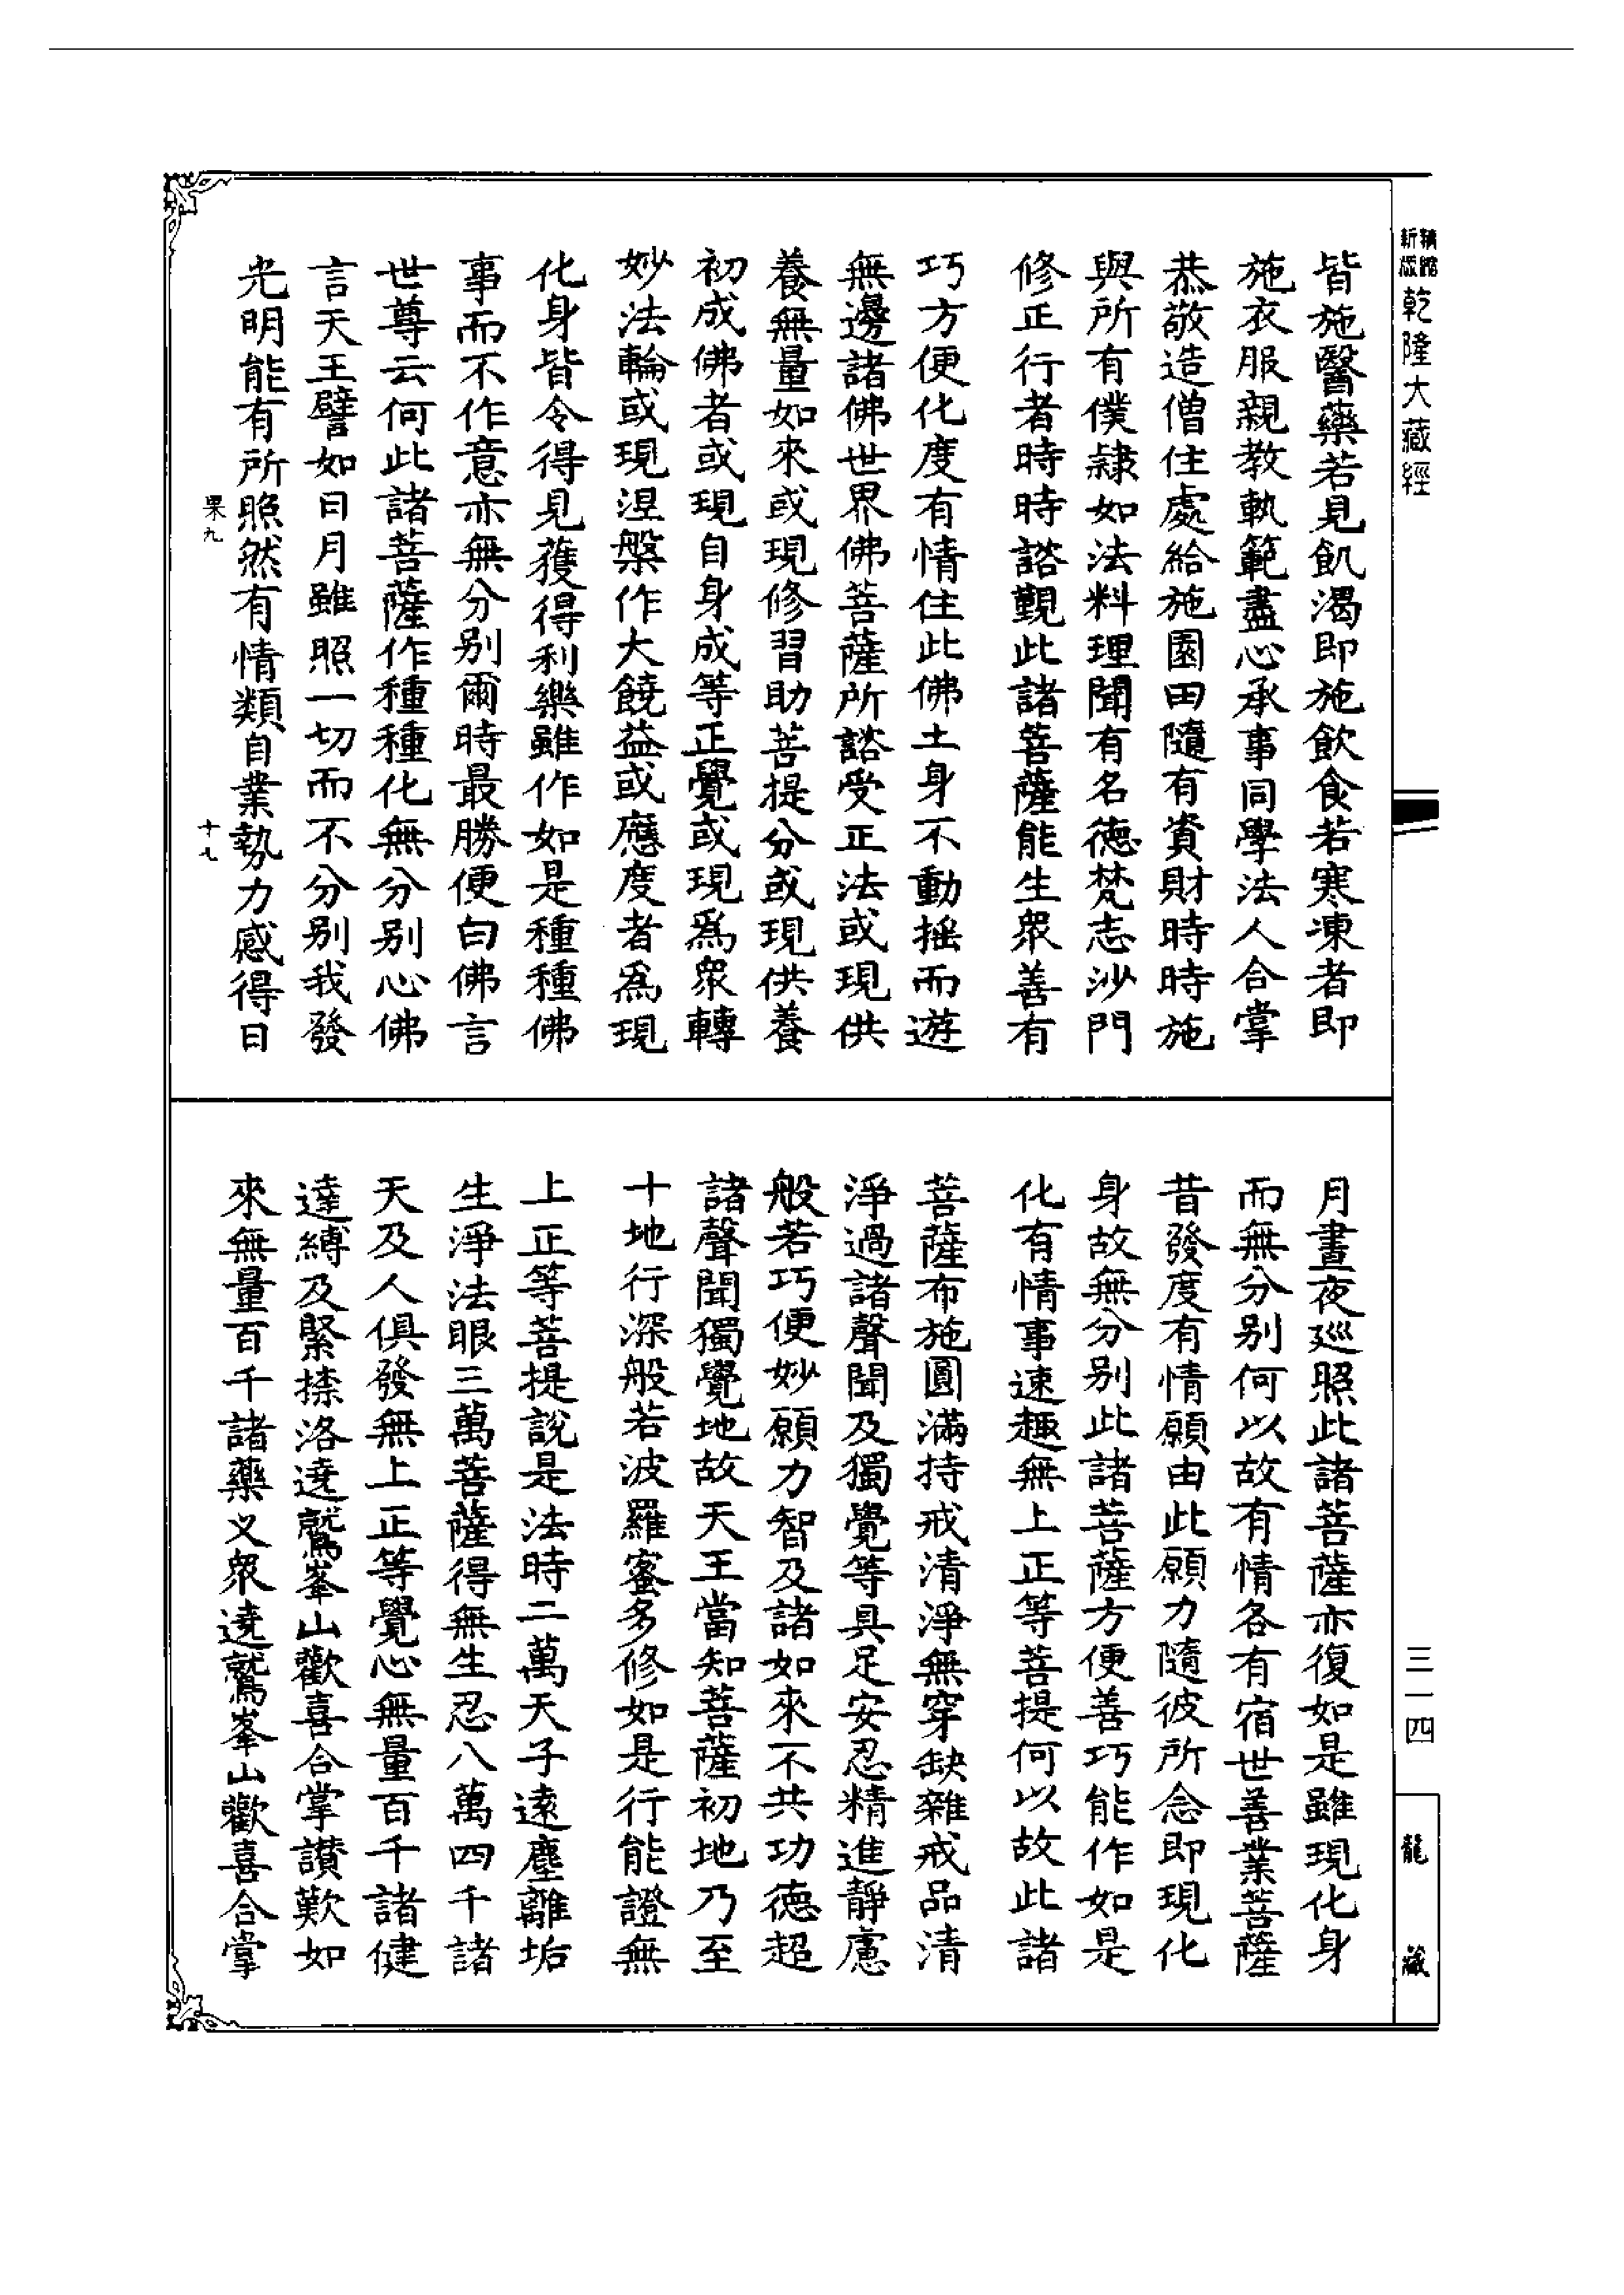 新編縮版乾隆大藏經
皆施醫藥若見飢渴即施飲食若寒凍者即
施衣服親教執範盡心承事同學法人合掌
恭敬造僧住處給施園田隨有資財時時施
與所有僕隸如法料理聞有名德梵志沙門
修正行者時時諮覲此諸菩薩能生眾善有
巧方便化度有情住此佛土身不動搖而遊
無邊諸佛世界佛菩薩所諮受正法或現供
養無量如來或現修習助菩提分或現供養
初成佛者或現自身成等正覺或現為眾轉
妙法輪或現涅槃作大饒益或應度者為現
化身皆令得見獲得利樂雖作如是種種佛
事而不作意亦無分別爾時最勝便白佛言
世尊云何此諸菩薩作種種化無分別心佛
言天王譬如日月雖照一切而不分別我發
光明能有所照然有情類自業勢力感得日
果九
十九
月晝夜巡照此諸菩薩亦復如是雖現化身
而無分別何以故有情各有宿世善業菩薩
昔發度有情願由此願力隨彼所念即現化
身故無分別此諸菩薩方便善巧能作如是
化有情事速趣無上正等菩提何以故此諸
菩薩布施圓滿持戒清淨無穿缺雜戒品清
淨過諸聲聞及獨覺等具足安忍精進靜慮
般若巧便妙願力智及諸如來不共功德超
諸聲聞獨覺地故天王當知菩薩初地乃至
十地行深般若波羅蜜多修如是行能證無
上正等菩提說是法時二萬天子遠塵離垢
生淨法眼三萬菩薩得無生忍八萬四千諸
天及人俱發無上正等覺心無量百千諸健
達縛及緊捺洛遶鷲峯山歡喜合掌讚歎如
來無量百千諸藥义眾遶鷲峯山歡喜合掌
三一四
龍藏